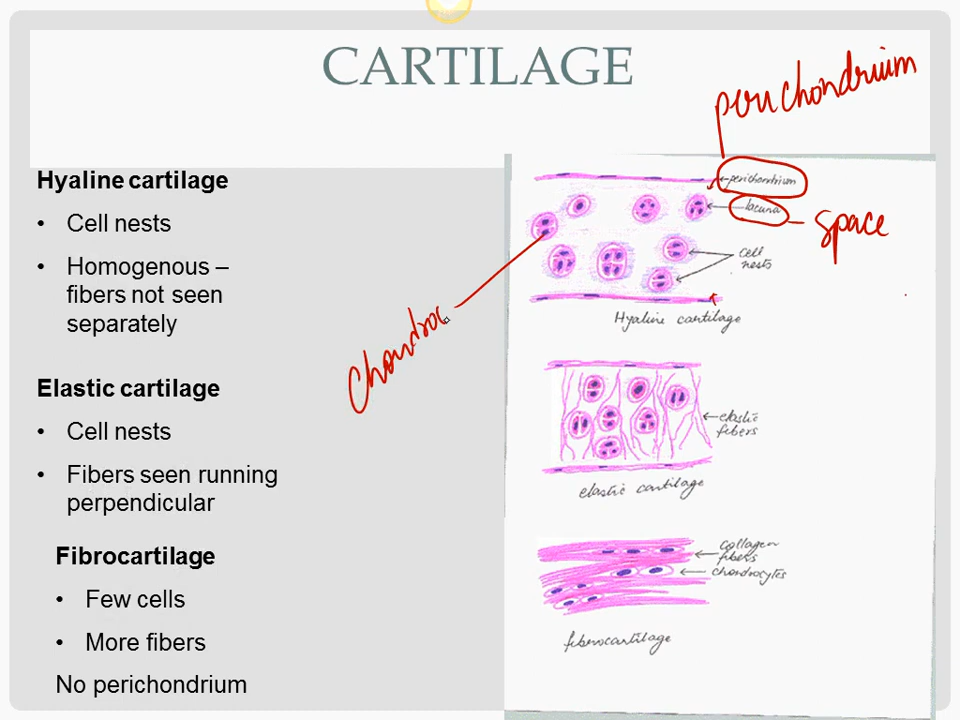 CARTILAGE
perichondrium
Hyaline cartilage
• Cell nests
• Homogenous –
fibers not seen
separately
perichondrium
lacuna
space
cell
nests
Hyaline cartilage
Chondroc
Elastic cartilage
• Cell nests
• Fibers seen running
perpendicular
elastic
fibers
elastic cartilage
Fibrocartilage
• Few cells
• More fibers
No perichondrium
collagen
fibers
chondrocytes
fibrocartilage